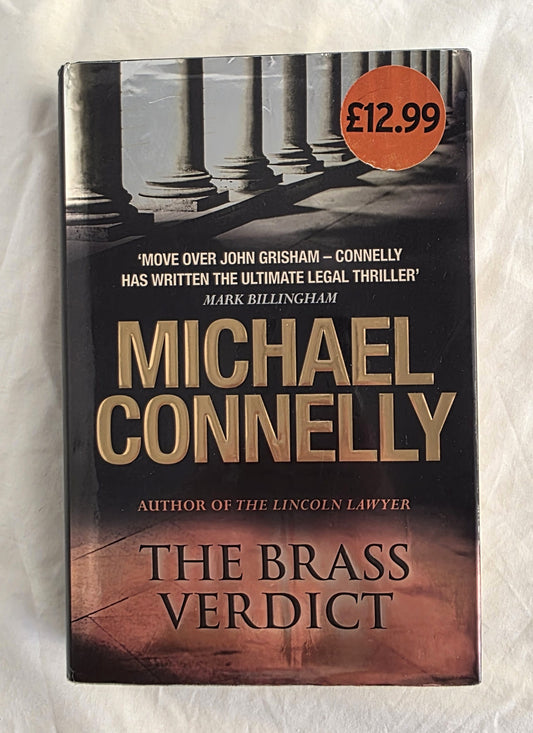 £12.99
‘MOVE OVER JOHN GRISHAM – CONNELLY
HAS WRITTEN THE ULTIMATE LEGAL THRILLER’
MARK BILLINGHAM
MICHAEL
CONNELLY
AUTHOR OF THE LINCOLN LAWYER
THE BRASS
VERDICT